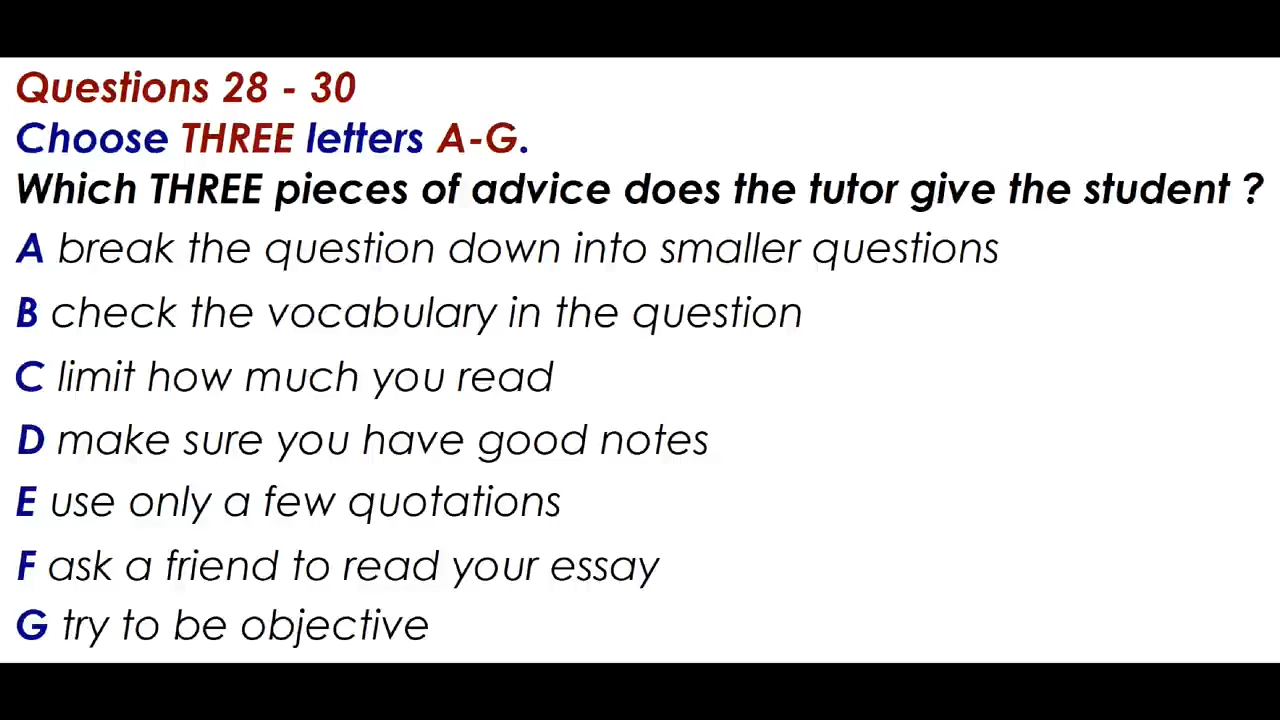 Questions 28 - 30
Choose THREE letters A-G.
Which THREE pieces of advice does the tutor give the student ?
A break the question down into smaller questions
B check the vocabulary in the question
C limit how much you read
D make sure you have good notes
E use only a few quotations
F ask a friend to read your essay
G try to be objective